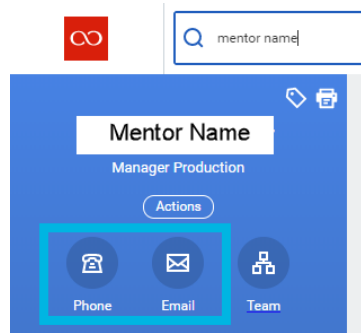 mentor name
Mentor Name
Manager Production
Actions
Phone Email Team